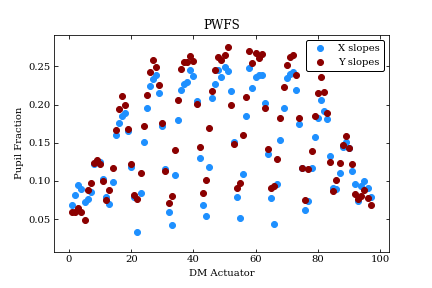 PWFS
X slopes
Y slopes
Pupil Fraction
0.25
0.20
0.15
0.10
0.05
0 20 40 60 80 100
DM Actuator